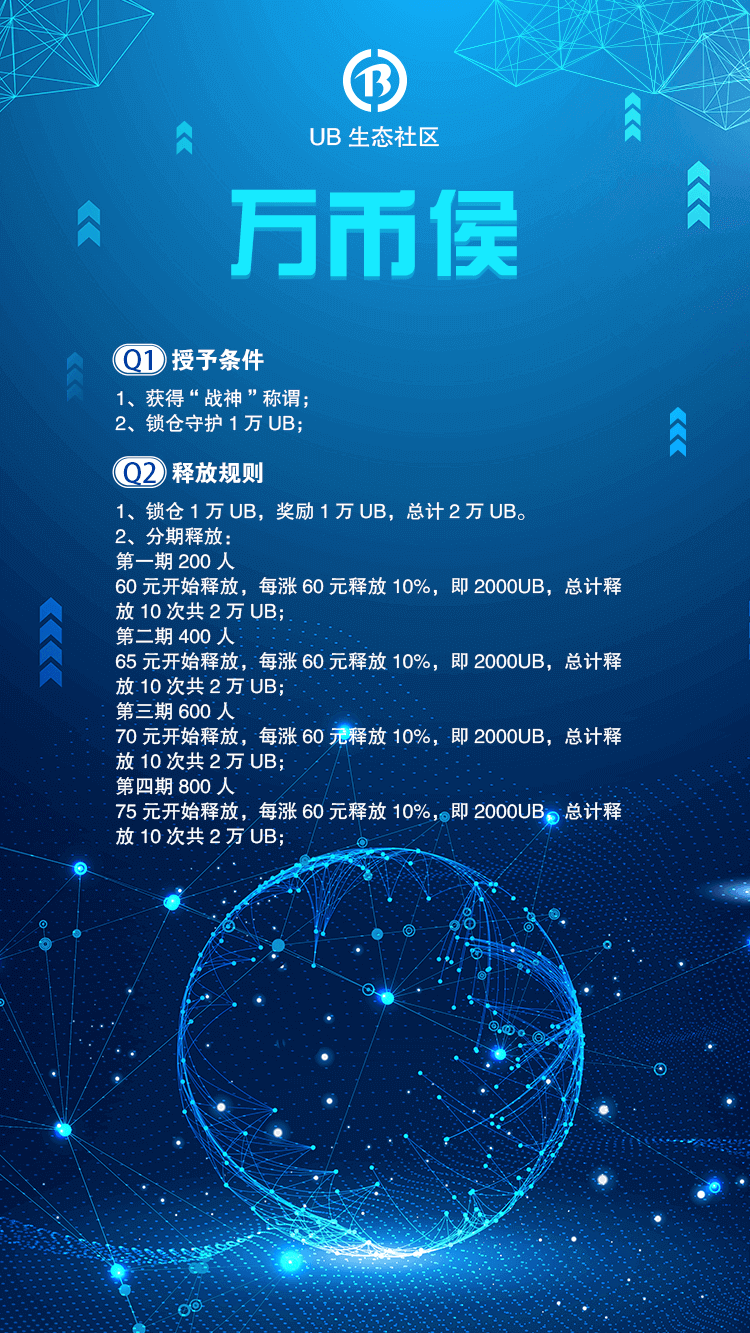 UB 生态社区
万币侯
Q1 授予条件
1、获得“战神”称谓；
2、锁仓守护 1 万 UB；
Q2 释放规则
1、锁仓 1 万 UB，奖励 1 万 UB，总计 2 万 UB。
2、分期释放：
第一期 200 人
60 元开始释放，每涨 60 元释放 10%，即 2000UB，总计释
放 10 次共 2 万 UB；
第二期 400 人
65 元开始释放，每涨 60 元释放 10%，即 2000UB，总计释
放 10 次共 2 万 UB；
第三期 600 人
70 元开始释放，每涨 60 元释放 10%，即 2000UB，总计释
放 10 次共 2 万 UB；
第四期 800 人
75 元开始释放，每涨 60 元释放 10%，即 2000UB，总计释
放 10 次共 2 万 UB；